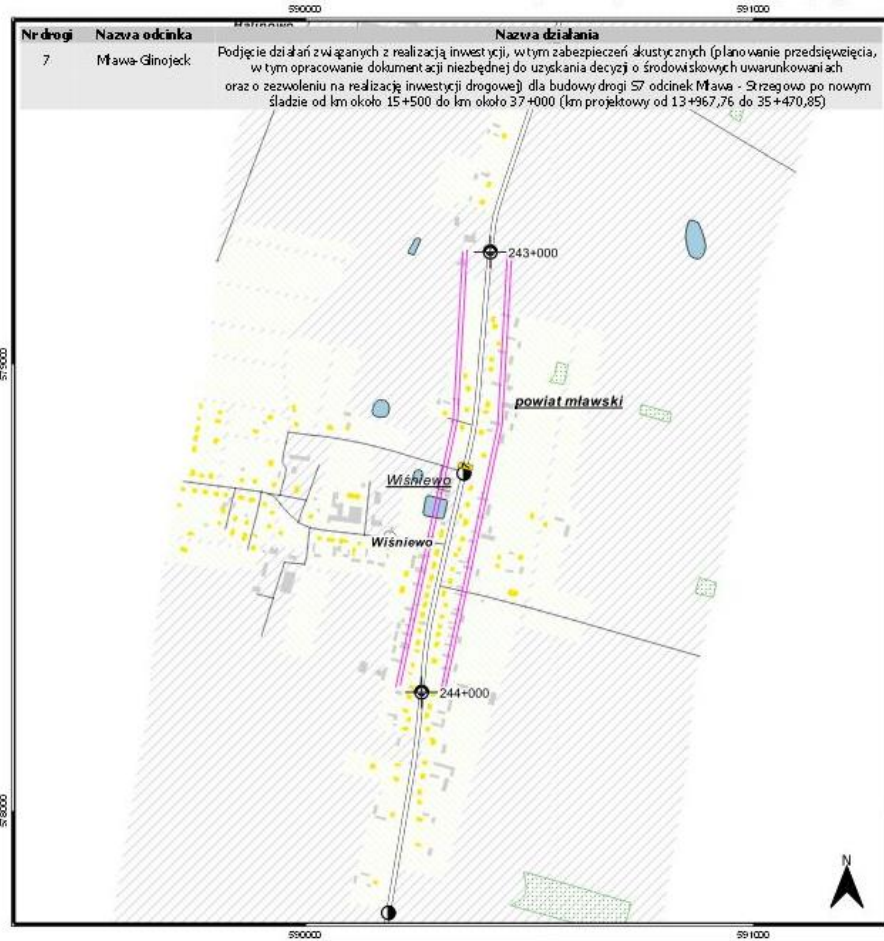 590000
591000
Nr drogi Nazwa odcinka Nazwa działania
7 Mława-Glinojeck Podjęcie działań związanych z realizacją inwestycji, w tym zabezpieczeń akustycznych (planowanie przedsięwzięcia,
w tym opracowanie dokumentacji niezbędnej do uzyskania decyzji o środowiskowych uwarunkowaniach
oraz o zezwoleniu na realizację inwestycji drogowej) dla budowy drogi S7 odcinek Mława - Strzegowo po nowym
śladzie od km około 15+500 do km około 37+000 (km projektowy od 13+967,76 do 35+470,85)
243+000
579000
powiat mławski
Wiśniewo
Wiśniewo
244+000
578000
N
590000
591000